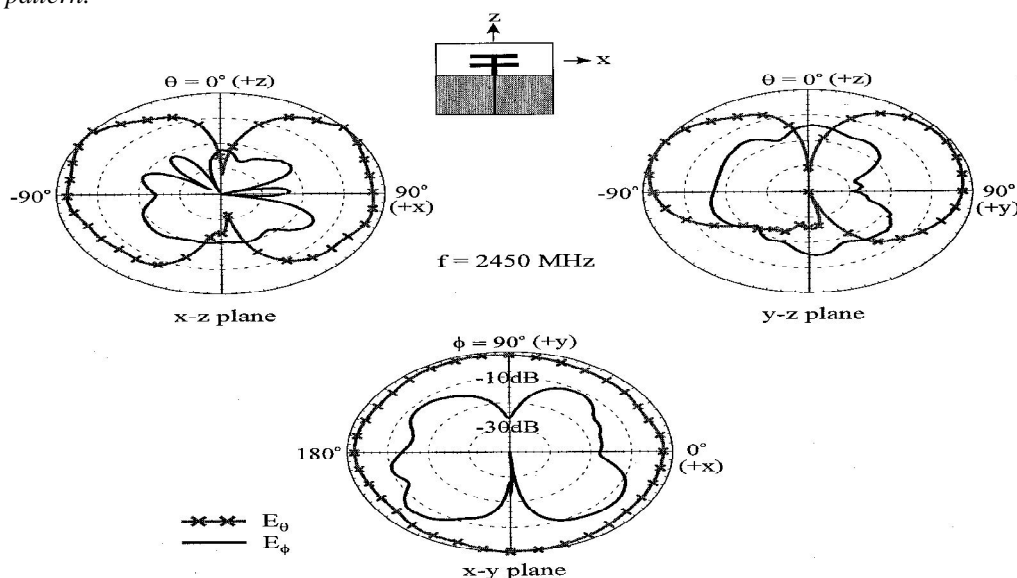 pattern.
z
x
θ = 0° (+z)
-90°
90°
(+x)
x-z plane
f = 2450 MHz
θ = 0° (+z)
-90°
90°
(+y)
y-z plane
ϕ = 90° (+y)
-10dB
-30dB
180°
0°
(+x)
E_θ
E_ϕ
x-y plane